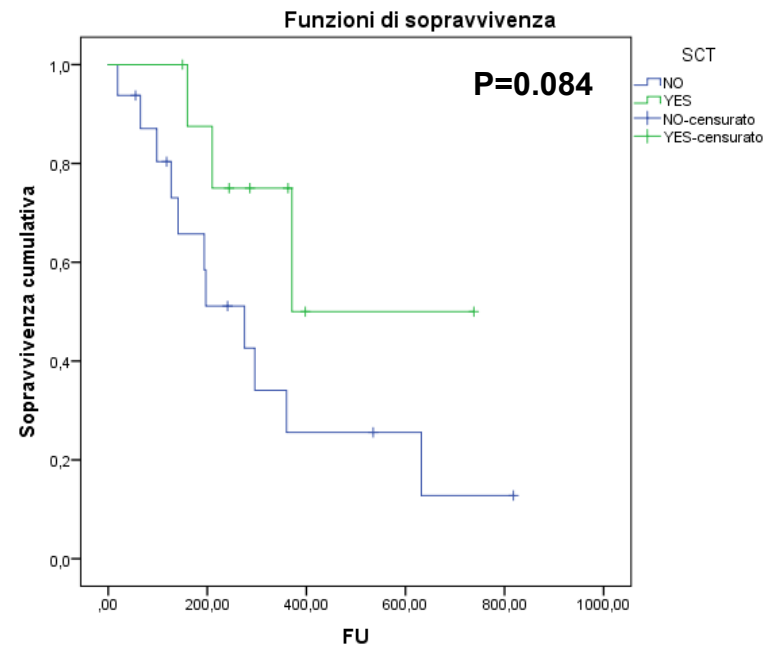 Funzioni di sopravvivenza
P=0.084
SCT
NO
YES
NO-censurato
YES-censurato
Sopravvivenza cumulativa
1,0
0,8
0,6
0,4
0,2
0,0
,00
200,00
400,00
600,00
800,00
1000,00
FU